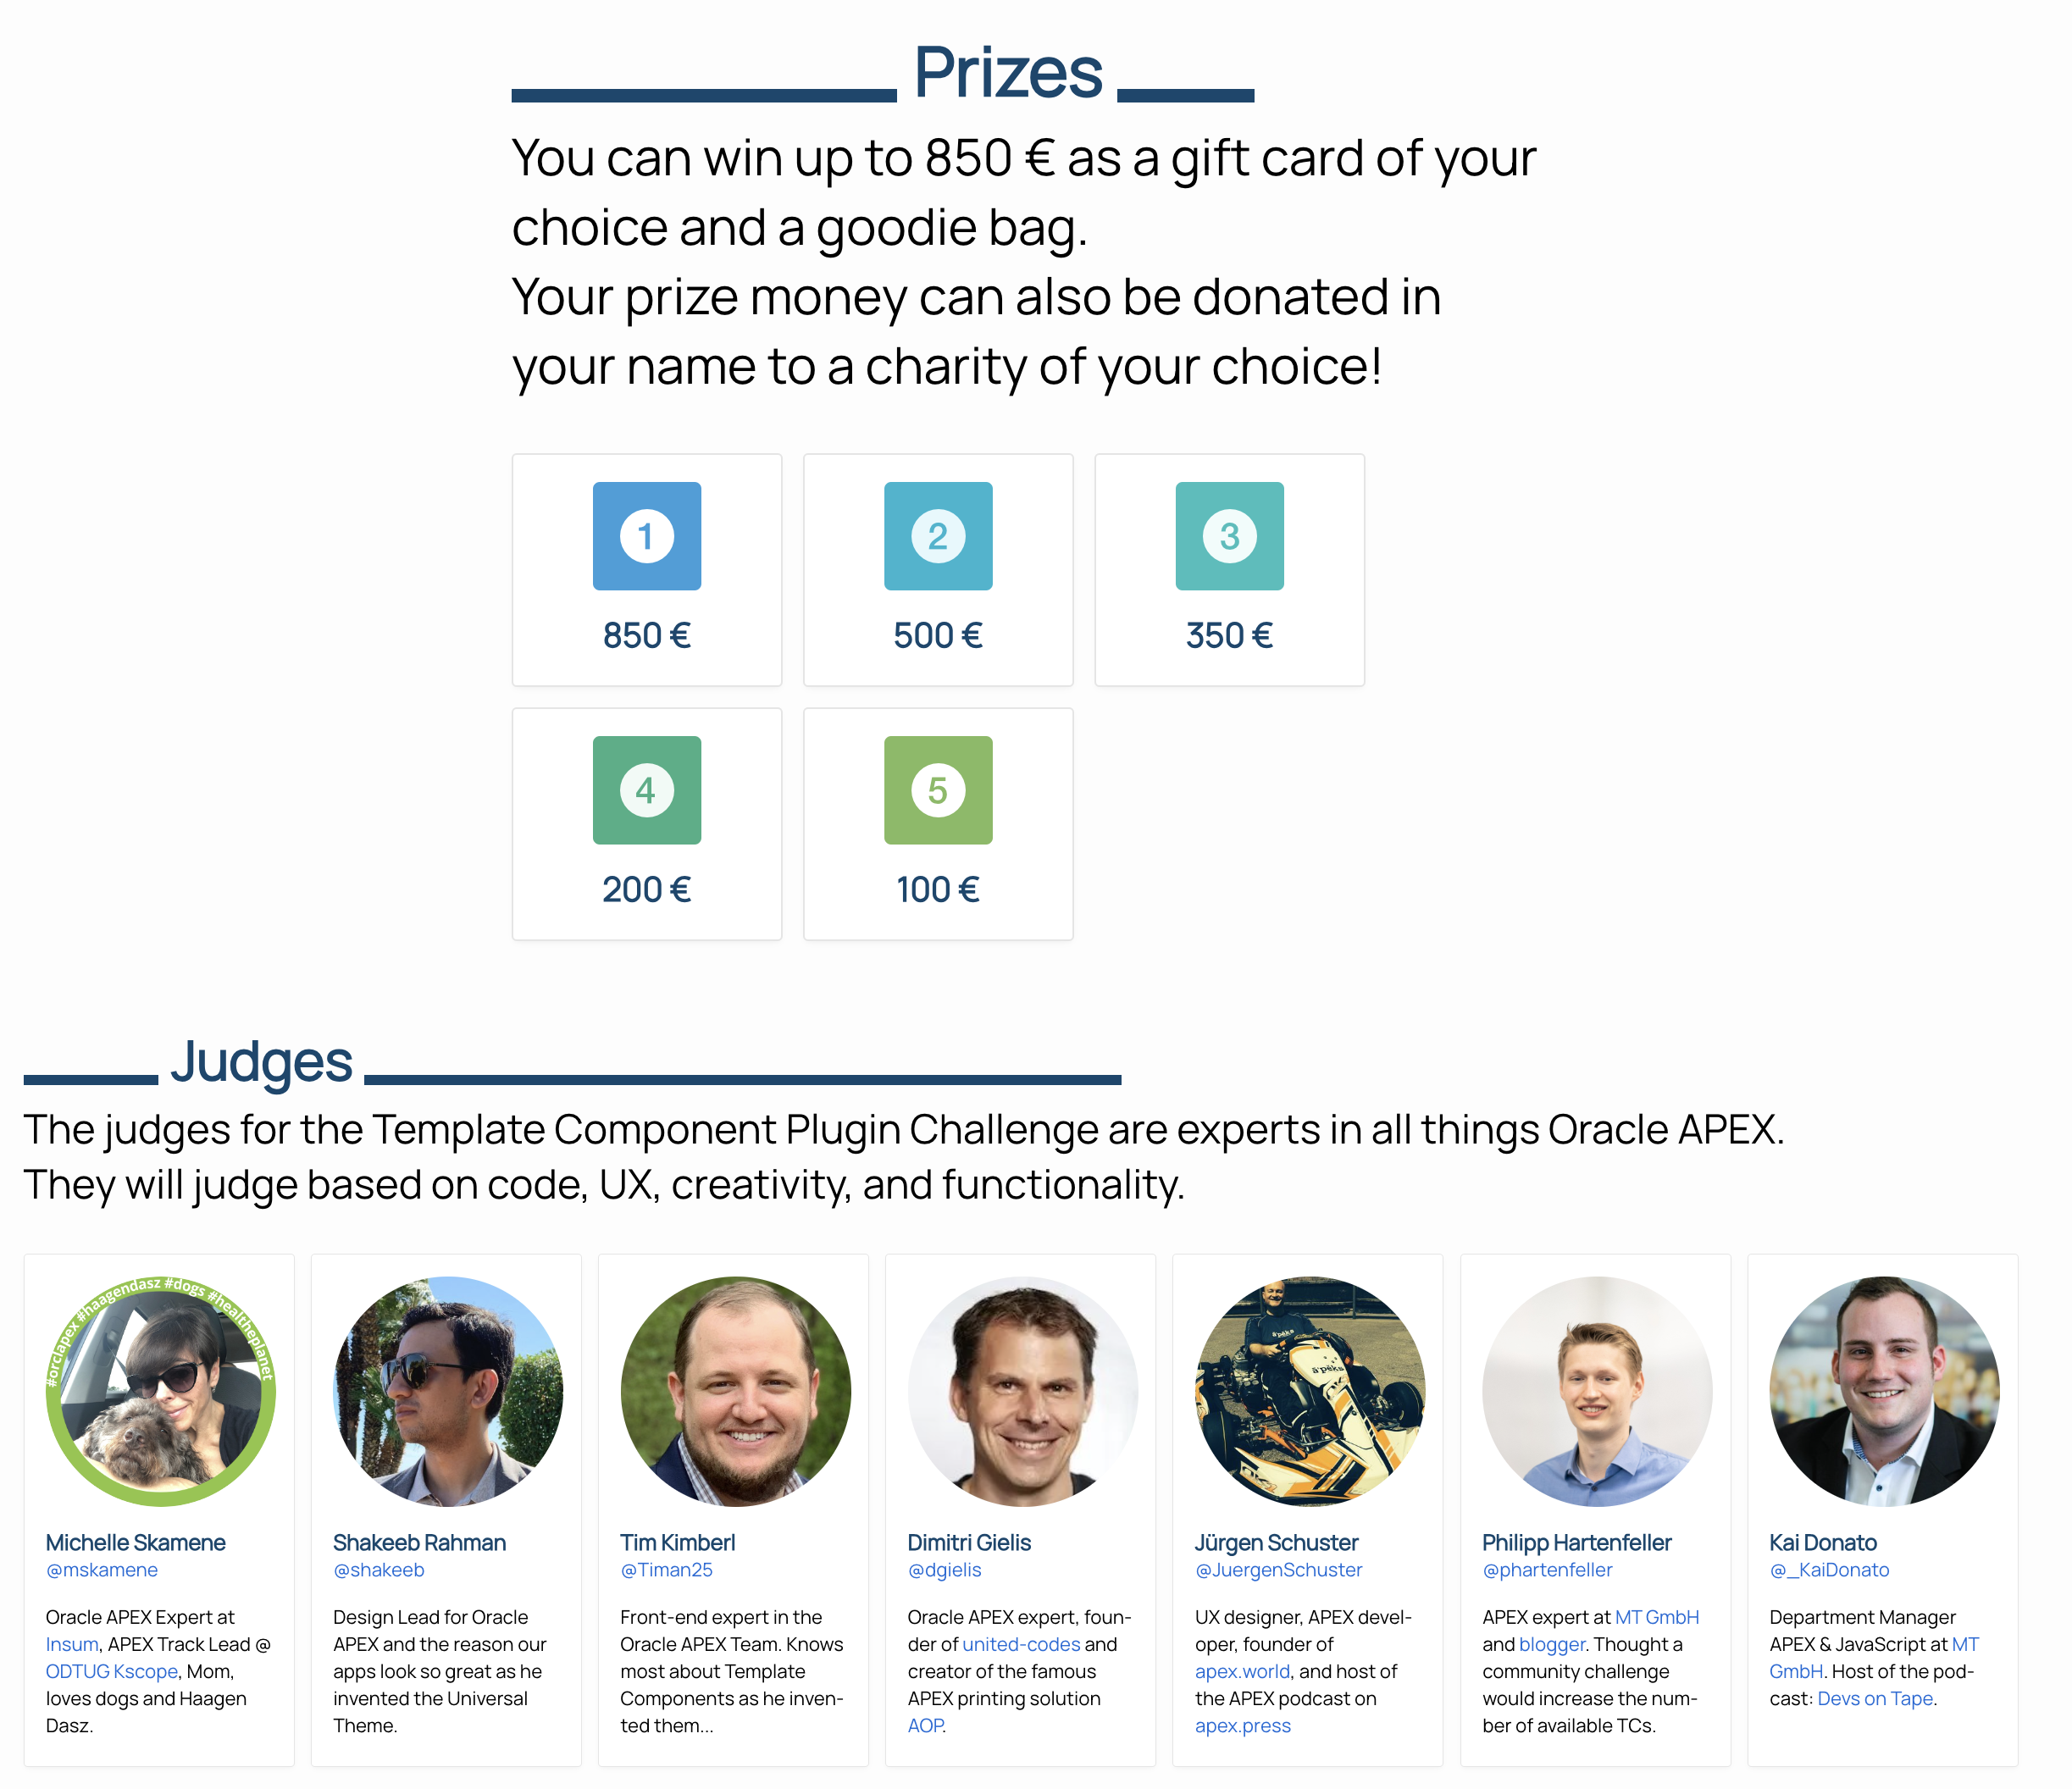 Prizes
You can win up to 850 € as a gift card of your
choice and a goodie bag.
Your prize money can also be donated in
your name to a charity of your choice!
1
850 €
2
500 €
3
350 €
4
200 €
5
100 €
Judges
The judges for the Template Component Plugin Challenge are experts in all things Oracle APEX.
They will judge based on code, UX, creativity, and functionality.
#orclapex #haagendasz #dogs #healtheplanet
Michelle Skamene
@mskamene
Oracle APEX Expert at
Insum, APEX Track Lead @
ODTUG Kscope, Mom,
loves dogs and Haagen
Dasz.
Shakeeb Rahman
@shakeeb
Design Lead for Oracle
APEX and the reason our
apps look so great as he
invented the Universal
Theme.
Tim Kimberl
@Timan25
Front-end expert in the
Oracle APEX Team. Knows
most about Template
Components as he inven-
ted them...
Dimitri Gielis
@dgielis
Oracle APEX expert, foun-
der of united-codes and
creator of the famous
APEX printing solution
AOP.
Jürgen Schuster
@JuergenSchuster
UX designer, APEX devel-
oper, founder of
apex.world, and host of
the APEX podcast on
apex.press
Philipp Hartenfeller
@phartenfeller
APEX expert at MT GmbH
and blogger. Thought a
community challenge
would increase the num-
ber of available TCs.
Kai Donato
@_KaiDonato
Department Manager
APEX & JavaScript at MT
GmbH. Host of the pod-
cast: Devs on Tape.